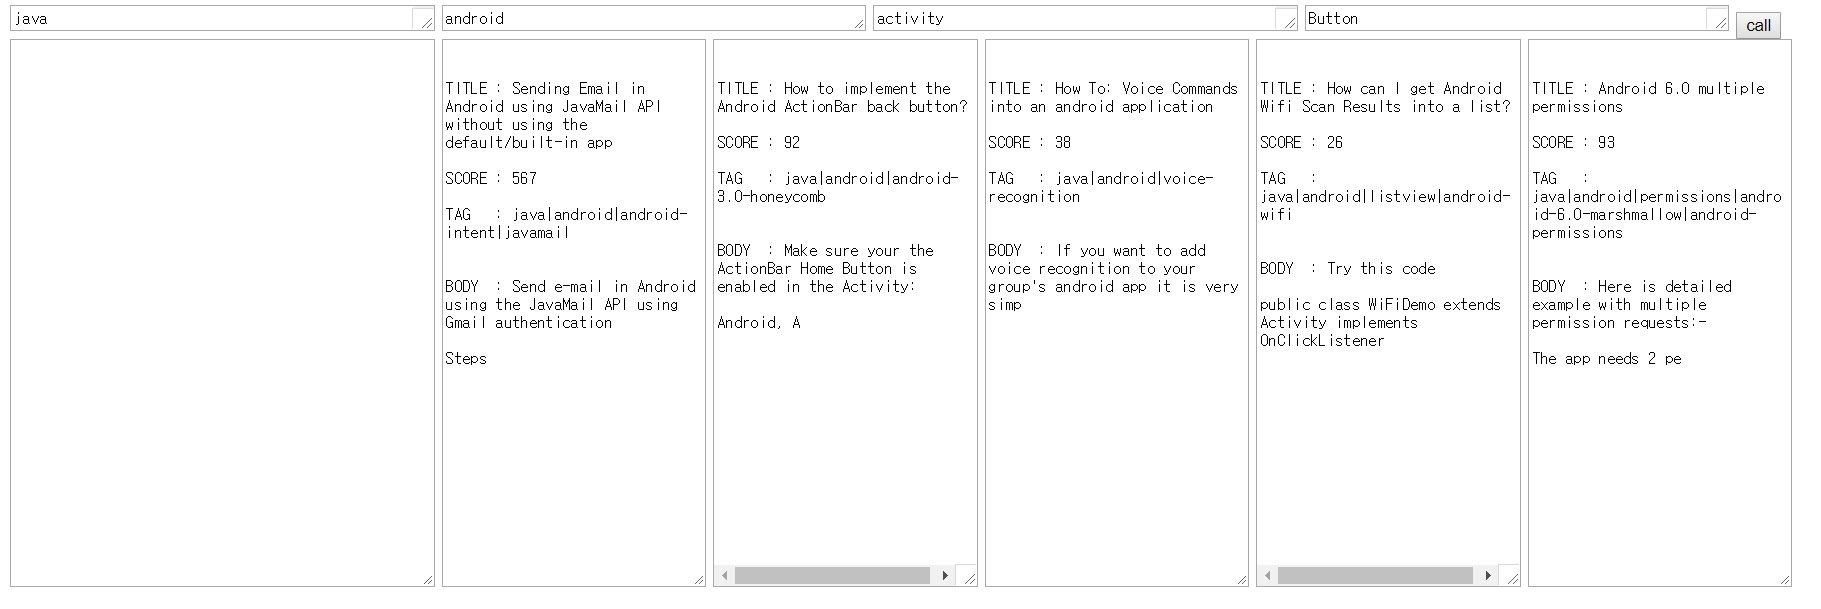 java
android
activity
Button
call
TITLE : Sending Email in
Android using JavaMail API
without using the
default/built-in app
SCORE : 567
TAG   : java|android|android-
intent|javamail
BODY  : Send e-mail in Android
using the JavaMail API using
Gmail authentication
Steps
TITLE : How to implement the
Android ActionBar back button?
SCORE : 92
TAG   : java|android|android-
3.0-honeycomb
BODY  : Make sure your the
ActionBar Home Button is
enabled in the Activity:
Android, A
TITLE : How To: Voice Commands
into an android application
SCORE : 38
TAG   : java|android|voice-
recognition
BODY  : If you want to add
voice recognition to your
group's android app it is very
simp
TITLE : How can I get Android
Wifi Scan Results into a list?
SCORE : 26
TAG   :
java|android|listview|android-
wifi
BODY  : Try this code
public class WiFiDemo extends
Activity implements
OnClickListener
TITLE : Android 6.0 multiple
permissions
SCORE : 93
TAG   :
java|android|permissions|andro
id-6.0-marshmallow|android-
permissions
BODY  : Here is detailed
example with multiple
permission requests:-
The app needs 2 pe